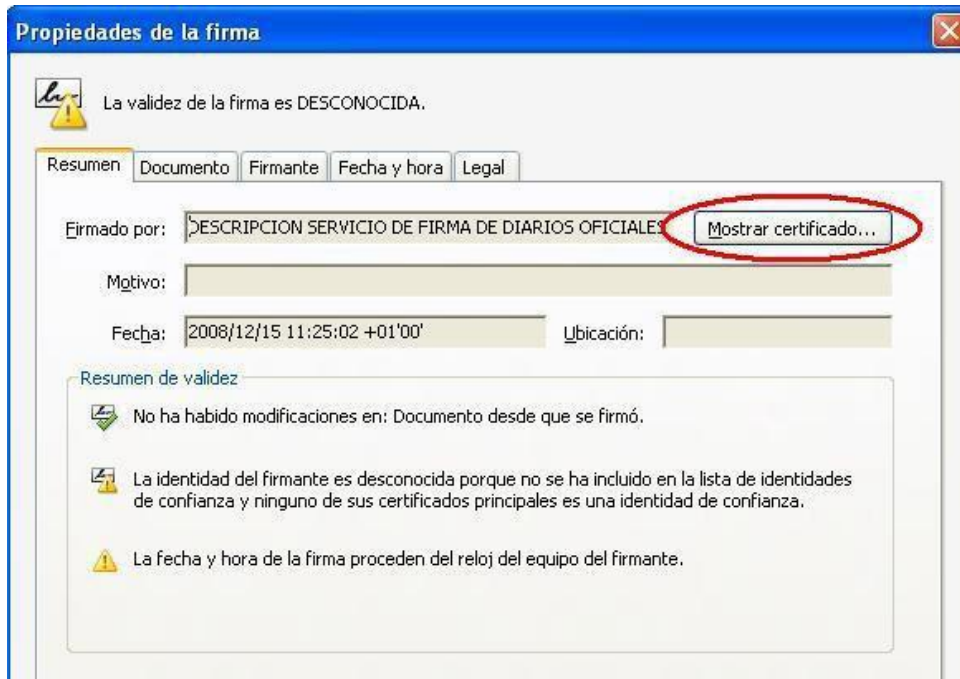 Propiedades de la firma
La validez de la firma es DESCONOCIDA.
Resumen Documento Firmante Fecha y hora Legal
Firmado por: DESCRIPCION SERVICIO DE FIRMA DE DIARIOS OFICIALES Mostrar certificado...
Motivo:
Fecha: 2008/12/15 11:25:02 +01'00' Ubicación:
Resumen de validez
No ha habido modificaciones en: Documento desde que se firmó.
La identidad del firmante es desconocida porque no se ha incluido en la lista de identidades
de confianza y ninguno de sus certificados principales es una identidad de confianza.
La fecha y hora de la firma proceden del reloj del equipo del firmante.